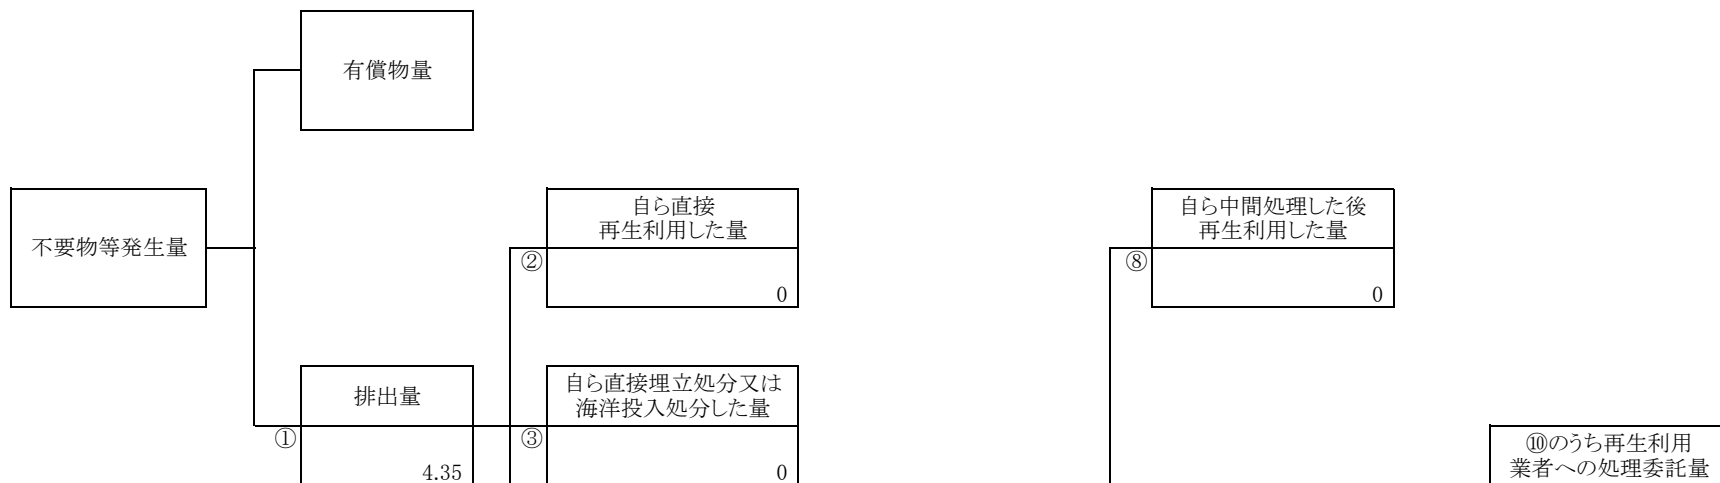 有償物量
不要物等発生量
自ら直接
再生利用した量
②
0
自ら中間処理した後
再生利用した量
⑧
0
排出量
①
4.35
自ら直接埋立処分又は
海洋投入処分した量
③
0
⑩のうち再生利用
業者への処理委託量